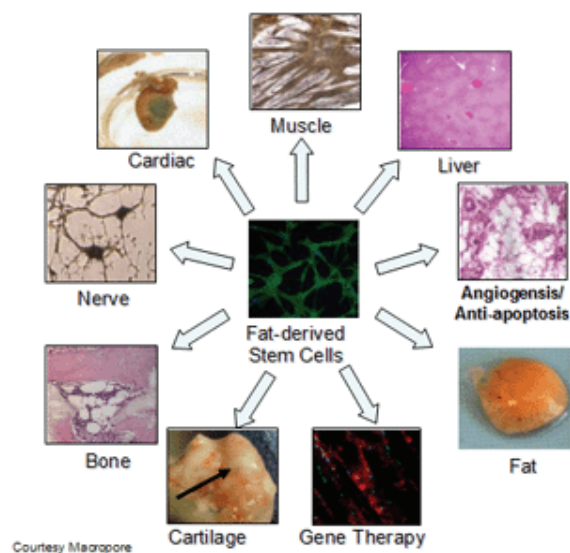 Muscle
Cardiac
Liver
Nerve
Angiogensis/
Anti-apoptosis
Fat-derived
Stem Cells
Bone
Fat
Cartilage
Gene Therapy
Courtesy Macropore